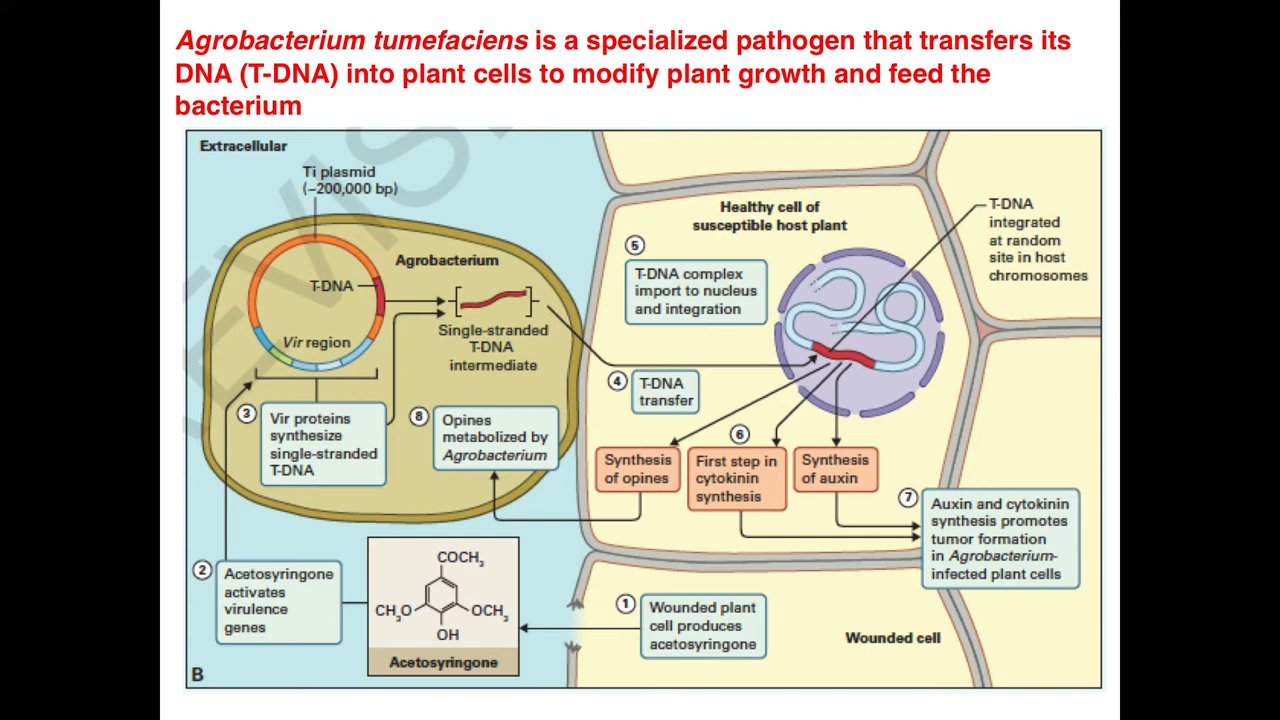 Agrobacterium tumefaciens is a specialized pathogen that transfers its
DNA (T-DNA) into plant cells to modify plant growth and feed the
bacterium
Extracellular
Ti plasmid
(~200,000 bp)
Agrobacterium
T-DNA
Vir region
Single-stranded
T-DNA
intermediate
3
Vir proteins
synthesize
single-stranded
T-DNA
8
Opines
metabolized by
Agrobacterium
2
Acetosyringone
activates
virulence
genes
COCH3
CH3O
OCH3
OH
Acetosyringone
B
Healthy cell of
susceptible host plant
5
T-DNA complex
import to nucleus
and integration
T-DNA
integrated
at random
site in host
chromosomes
4
T-DNA
transfer
6
Synthesis
of opines
First step in
cytokinin
synthesis
Synthesis
of auxin
7
Auxin and cytokinin
synthesis promotes
tumor formation
in Agrobacterium-
infected plant cells
1
Wounded plant
cell produces
acetosyringone
Wounded cell